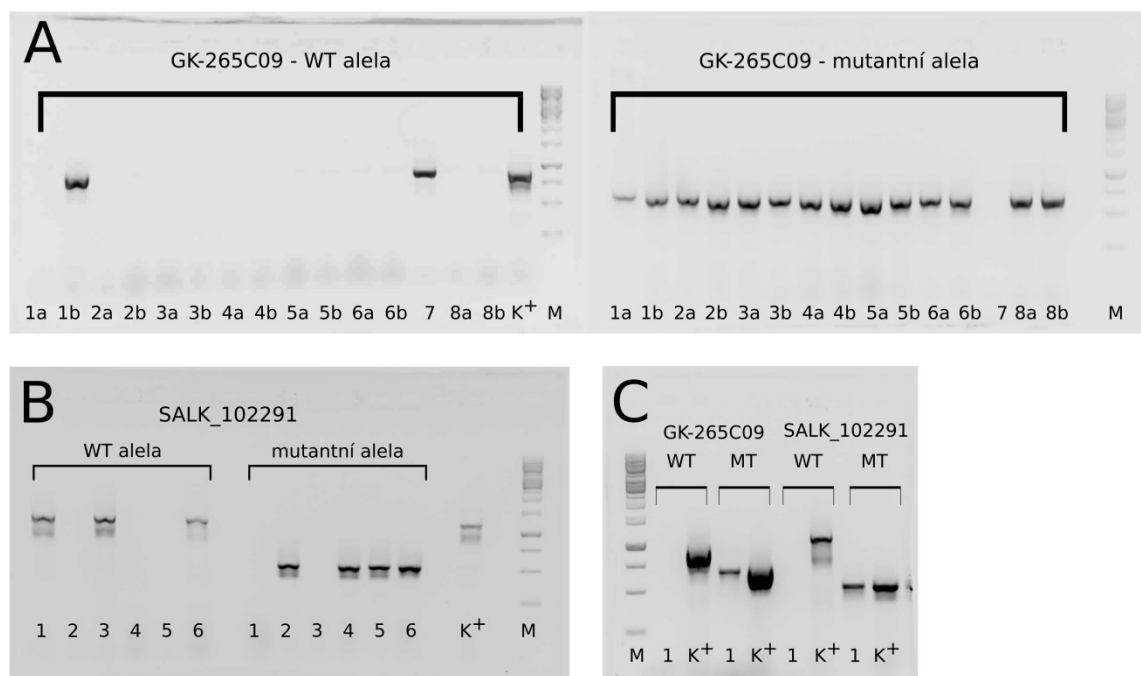 A
GK-265C09 - WT alela
GK-265C09 - mutantní alela
1a 1b 2a 2b 3a 3b 4a 4b 5a 5b 6a 6b 7 8a 8b K+ M
1a 1b 2a 2b 3a 3b 4a 4b 5a 5b 6a 6b 7 8a 8b M
B
SALK_102291
WT alela
mutantní alela
1 2 3 4 5 6 1 2 3 4 5 6 K+ M
C
GK-265C09 SALK_102291
WT MT WT MT
M 1 K+ 1 K+ 1 K+ 1 K+